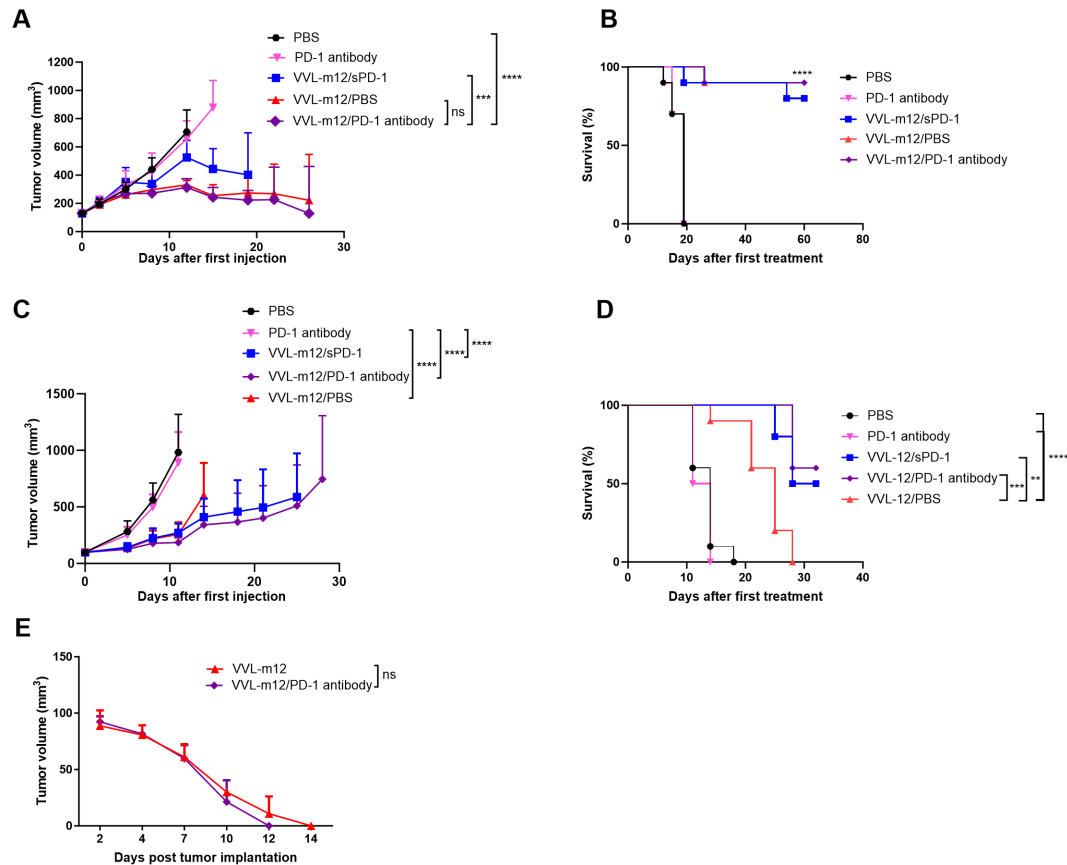 A
PBS
PD-1 antibody
VVL-m12/sPD-1
VVL-m12/PBS
VVL-m12/PD-1 antibody
ns
***
****
Tumor volume (mm³)
1200
1000
800
600
400
200
0
0 10 20 30
Days after first injection
B
****
PBS
PD-1 antibody
VVL-m12/sPD-1
VVL-m12/PBS
VVL-m12/PD-1 antibody
Survival (%)
100
50
0
0 20 40 60 80
Days after first treatment
C
PBS
PD-1 antibody
VVL-m12/sPD-1
VVL-m12/PD-1 antibody
VVL-m12/PBS
****
****
****
Tumor volume (mm³)
1500
1000
500
0
0 10 20 30
Days after first injection
D
PBS
PD-1 antibody
VVL-12/sPD-1
VVL-12/PD-1 antibody
VVL-12/PBS
***
**
****
Survival (%)
100
50
0
0 10 20 30 40
Days after first treatment
E
VVL-m12
VVL-m12/PD-1 antibody
ns
Tumor volume (mm³)
150
100
50
0
2 4 7 10 12 14
Days post tumor implantation